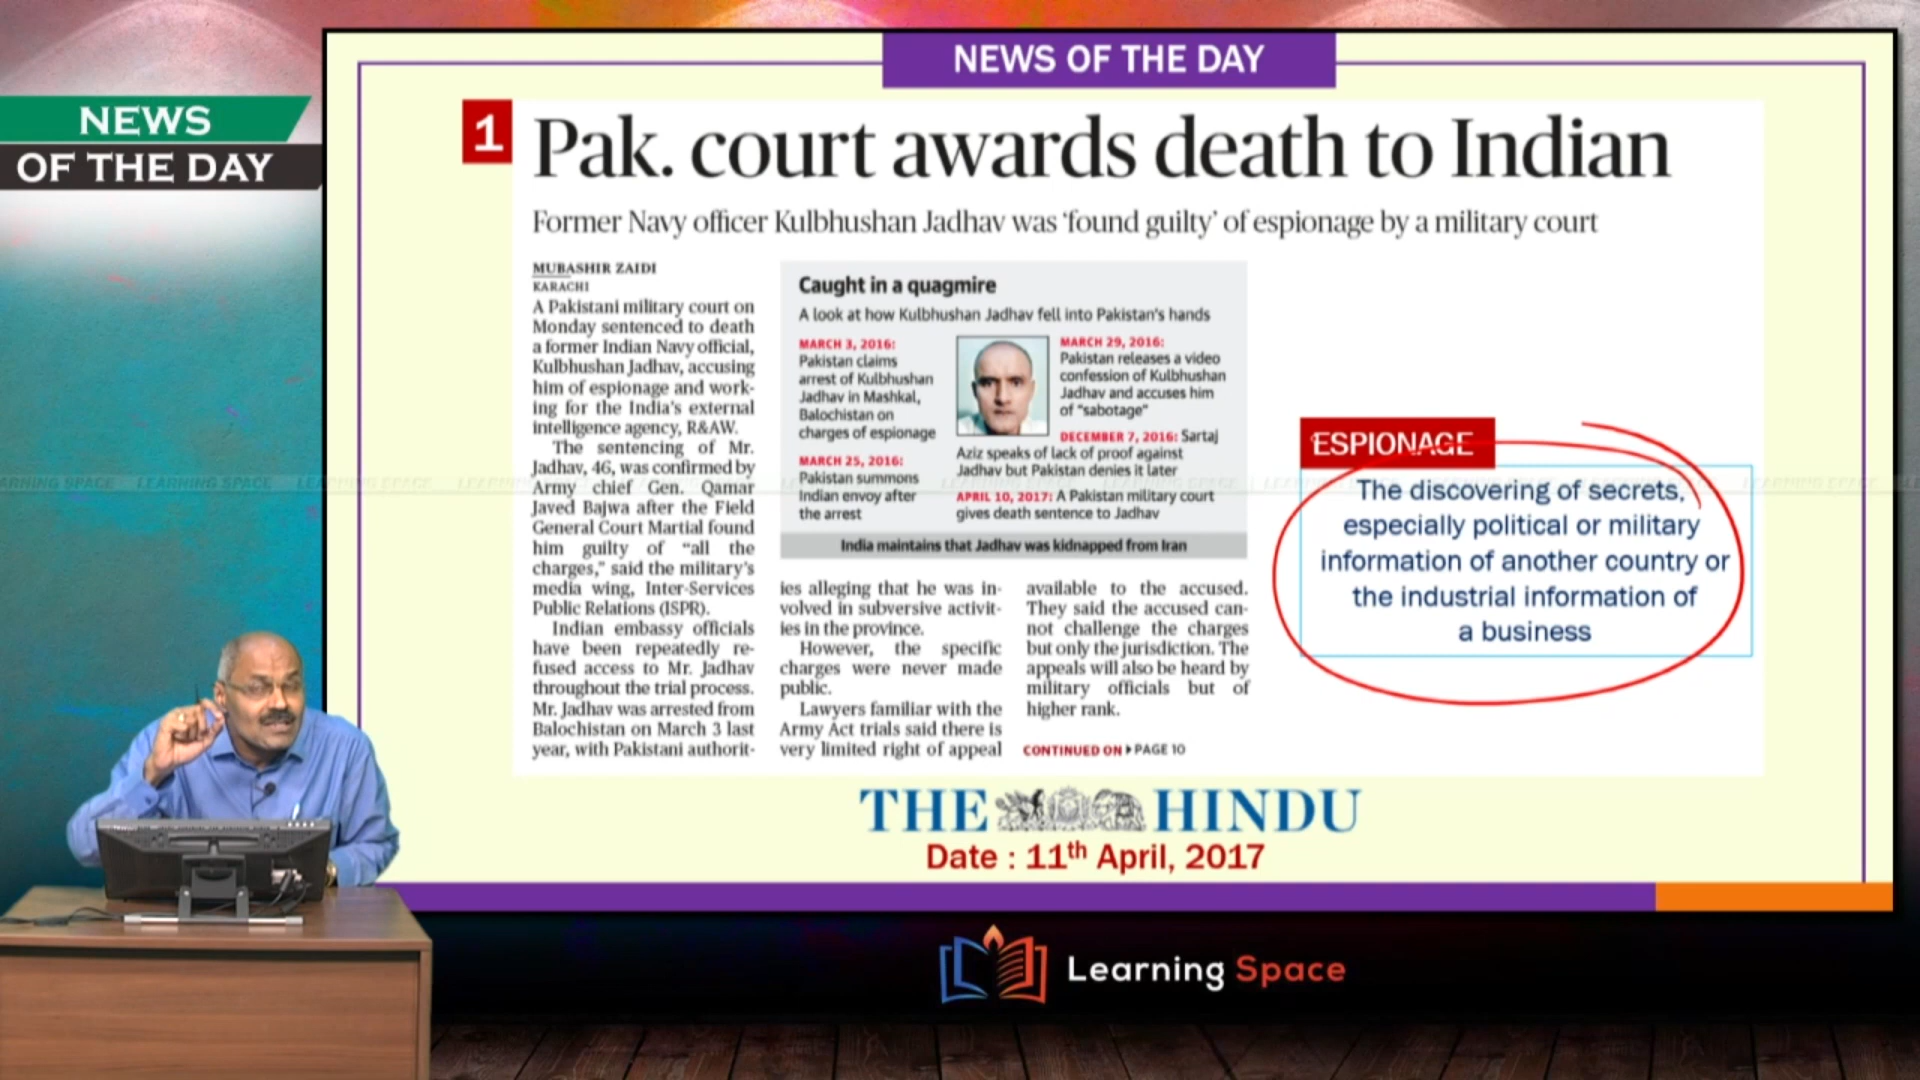 NEWS OF THE DAY
NEWS
OF THE DAY
1
Pak. court awards death to Indian
Former Navy officer Kulbhushan Jadhav was ‘found guilty’ of espionage by a military court
MUBASHIR ZAIDI
KARACHI
A Pakistani military court on
Monday sentenced to death
a former Indian Navy official,
Kulbhushan Jadhav, accusing
him of espionage and work-
ing for the India's external
intelligence agency, R&AW.
The sentencing of Mr.
Jadhav, 46, was confirmed by
Army chief Gen. Qamar
Javed Bajwa after the Field
General Court Martial found
him guilty of “all the
charges,” said the military's
media wing, Inter-Services
Public Relations (ISPR).
Indian embassy officials
have been repeatedly re-
fused access to Mr. Jadhav
throughout the trial process.
Mr. Jadhav was arrested from
Balochistan on March 3 last
year, with Pakistani authorit-
Caught in a quagmire
A look at how Kulbhushan Jadhav fell into Pakistan's hands
MARCH 3, 2016:
Pakistan claims
arrest of Kulbhushan
Jadhav in Mashkal,
Balochistan on
charges of espionage
MARCH 25, 2016:
Pakistan summons
Indian envoy after
the arrest
MARCH 29, 2016:
Pakistan releases a video
confession of Kulbhushan
Jadhav and accuses him
of "sabotage"
DECEMBER 7, 2016: Sartaj
Aziz speaks of lack of proof against
Jadhav but Pakistan denies it later
APRIL 10, 2017: A Pakistan military court
gives death sentence to Jadhav
India maintains that Jadhav was kidnapped from Iran
ies alleging that he was in-
volved in subversive activit-
ies in the province.
However, the specific
charges were never made
public.
Lawyers familiar with the
Army Act trials said there is
very limited right of appeal
available to the accused.
They said the accused can-
not challenge the charges
but only the jurisdiction. The
appeals will also be heard by
military officials but of
higher rank.
CONTINUED ON PAGE 10
ESPIONAGE
The discovering of secrets,
especially political or military
information of another country or
the industrial information of
a business
LEARNING SPACE LEARNING SPACE
THE HINDU
Date : 11th April, 2017
Learning Space